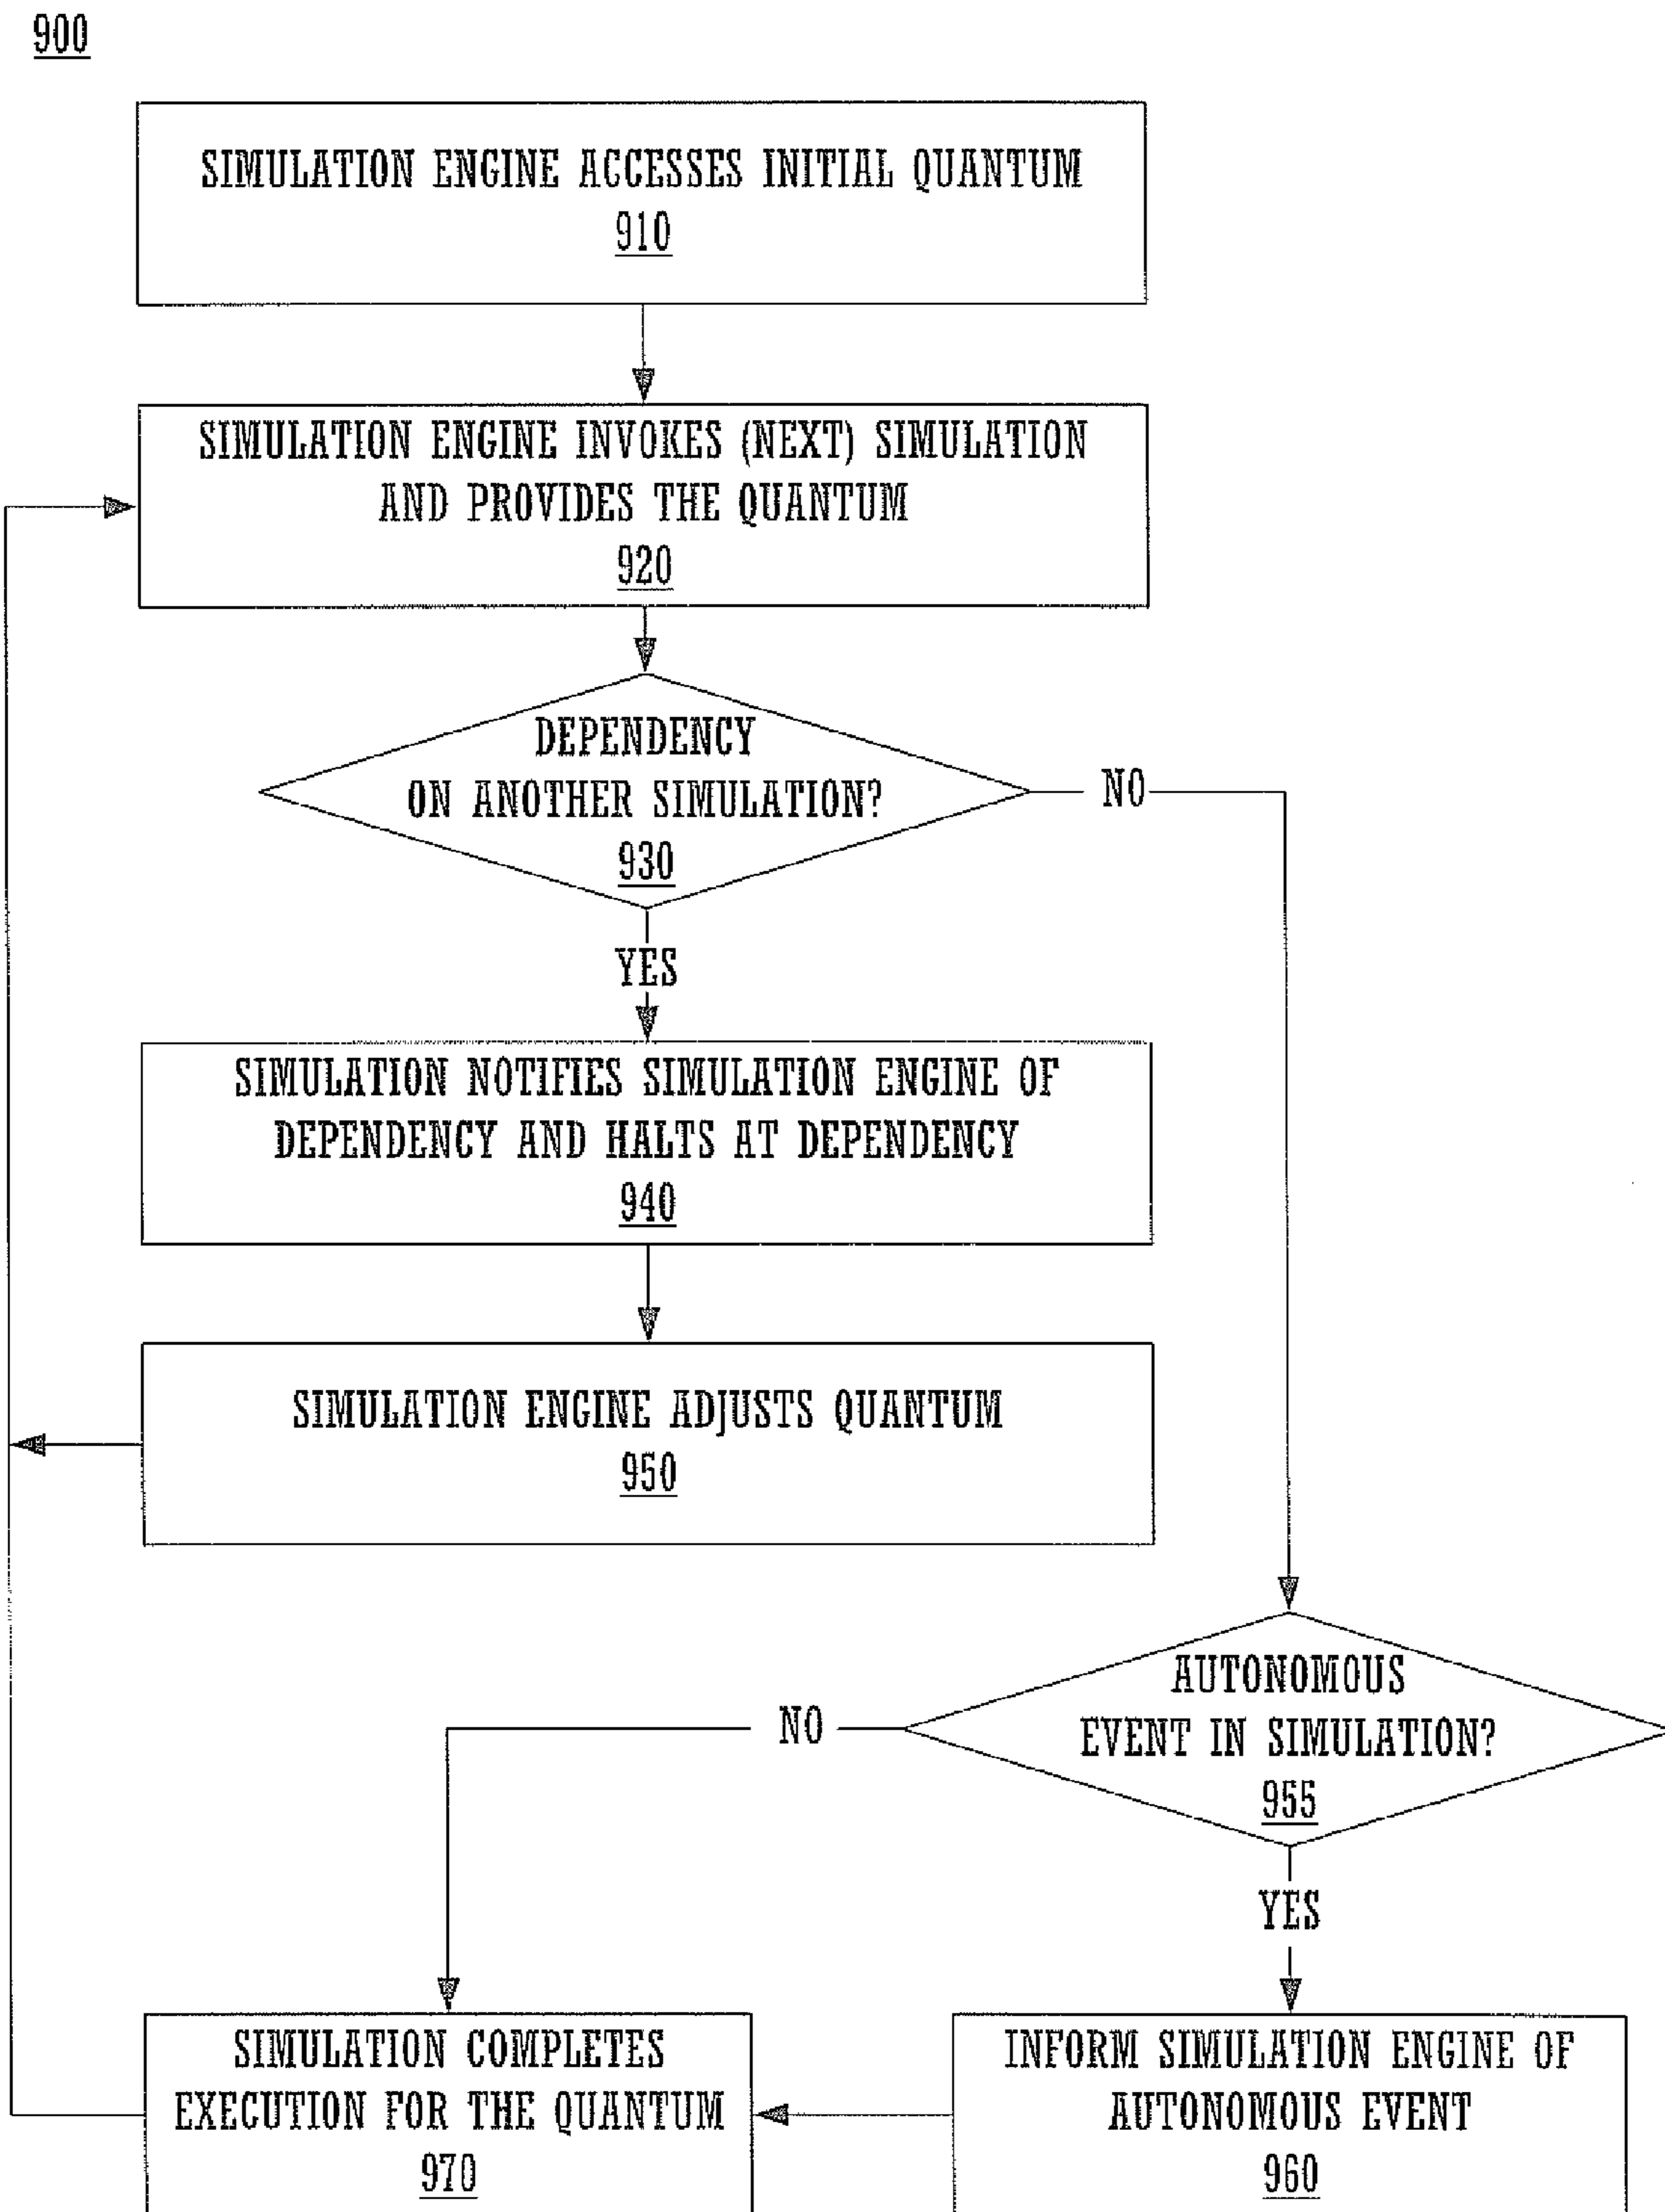 900
SIMULATION ENGINE ACCESSES INITIAL QUANTUM
910
SIMULATION ENGINE INVOKES (NEXT) SIMULATION
AND PROVIDES THE QUANTUM
920
DEPENDENCY
ON ANOTHER SIMULATION?
930
NO
YES
SIMULATION NOTIFIES SIMULATION ENGINE OF
DEPENDENCY AND HALTS AT DEPENDENCY
940
SIMULATION ENGINE ADJUSTS QUANTUM
950
AUTONOMOUS
EVENT IN SIMULATION?
955
NO
YES
SIMULATION COMPLETES
EXECUTION FOR THE QUANTUM
970
INFORM SIMULATION ENGINE OF
AUTONOMOUS EVENT
960